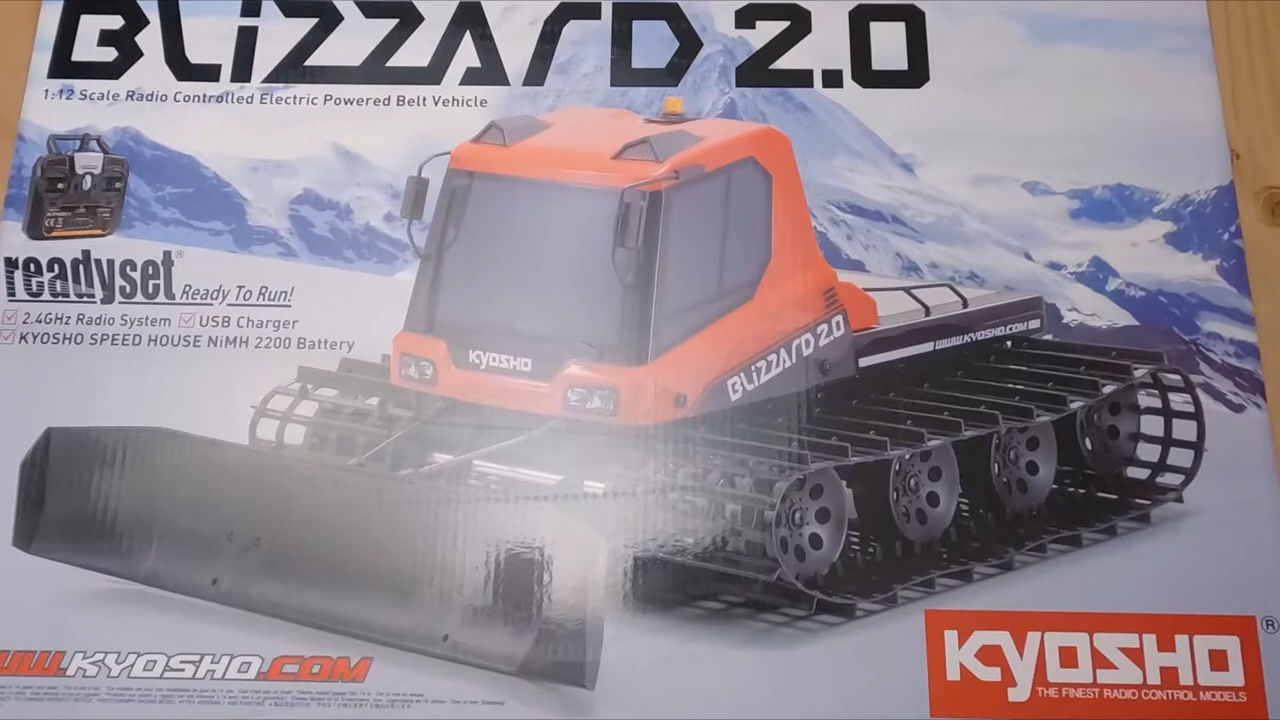 BLIZZARD 2.0
1:12 Scale Radio Controlled Electric Powered Belt Vehicle
readyset® Ready To Run!
2.4GHz Radio System USB Charger
KYOSHO SPEED HOUSE NiMH 2200 Battery
KYOSHO
BLIZZARD 2.0
WWW.KYOSHO.COM
WW.KYOSHO.COM
KYOSHO®
THE FINEST RADIO CONTROL MODELS